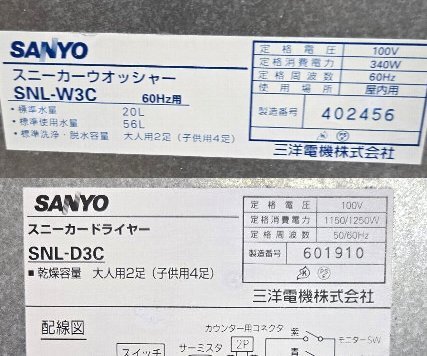 SANYO
スニーカーウオッシャー
SNL-W3C 60Hz用
・標準水量 20L
・標準使用水量 56L
・標準洗浄・脱水容量 大人用2足（子供用4足）
定格電圧 100V
定格消費電力 340W
定格周波数 60Hz
使用場所 屋内用
製造番号 402456
三洋電機株式会社
SANYO
スニーカードライヤー
SNL-D3C
■乾燥容量 大人用2足（子供用4足）
定格電圧 100V
定格消費電力 1150/1250W
定格周波数 50/60Hz
製造番号 601910
三洋電機株式会社
配線図
カウンター用コネクタ
紫
モニターSW
スイッチ
サーミスタ
2P
青